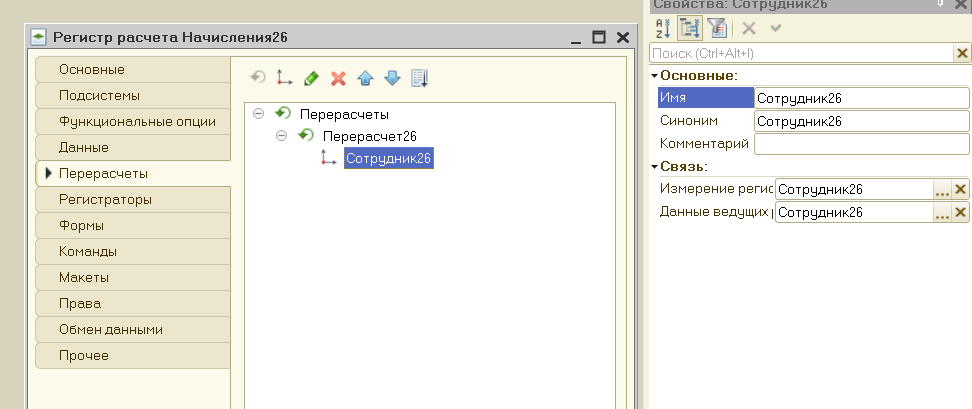 Свойства: Сотрудник26
Регистр расчета Начисления26
Поиск (Ctrl+Alt+I)
Основные
Подсистемы
Функциональные опции
Данные
Перерасчеты
Регистраторы
Формы
Команды
Макеты
Права
Обмен данными
Прочее
Перерасчеты
Перерасчет26
Сотрудник26
Основные:
Имя Сотрудник26
Синоним Сотрудник26
Комментарий
Связь:
Измерение регис Сотрудник26 ...
Данные ведущих Сотрудник26 ...